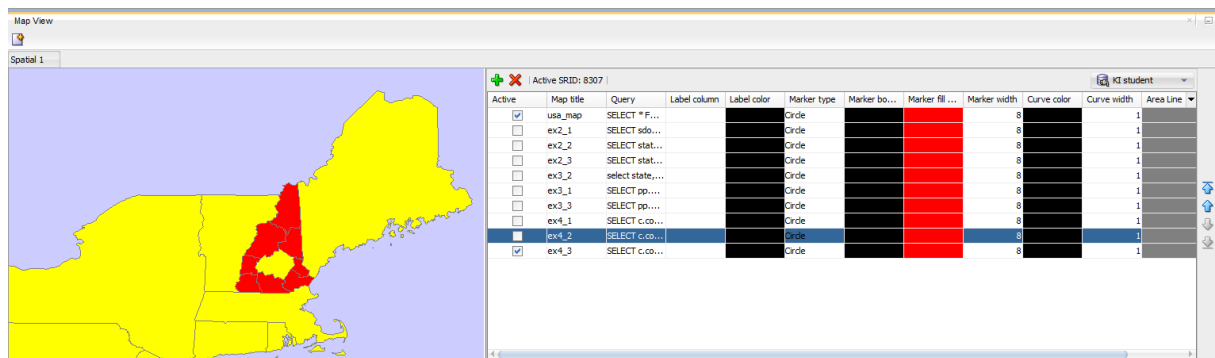 Map View
Spatial 1
Active SRID: 8307
KI student
Active Map title Query Label column Label color Marker type Marker bo... Marker fill ... Marker width Curve color Curve width Area Line
usa_map SELECT * F... Circle 8 1
ex2_1 SELECT sdo... Circle 8 1
ex2_2 SELECT stat... Circle 8 1
ex2_3 SELECT stat... Circle 8 1
ex3_2 select state,... Circle 8 1
ex3_1 SELECT pp.... Circle 8 1
ex3_3 SELECT pp.... Circle 8 1
ex4_1 SELECT c.co... Circle 8 1
ex4_2 SELECT c.co... Circle 8 1
ex4_3 SELECT c.co... Circle 8 1